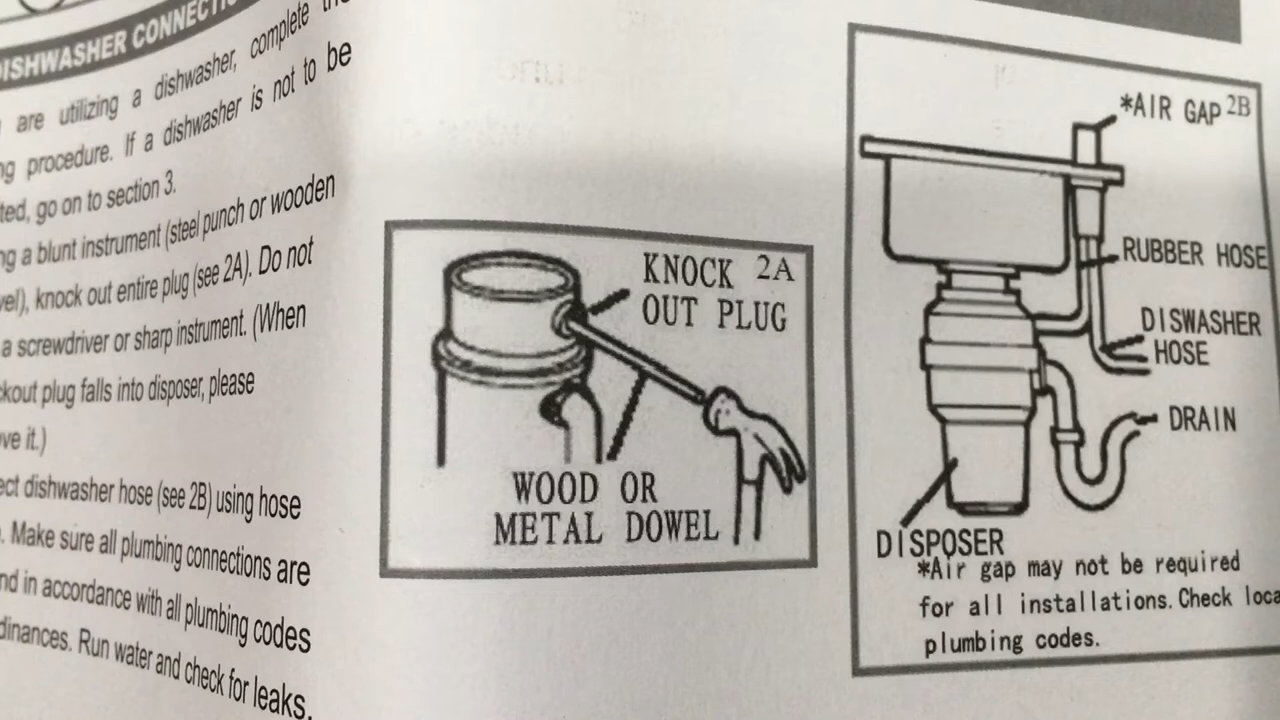 DISHWASHER CONNECTIO
are utilizing a dishwasher, complete the
ng procedure. If a dishwasher is not to be
ted, go on to section 3.
ng a blunt instrument (steel punch or wooden
vel), knock out entire plug (see 2A). Do not
a screwdriver or sharp instrument. (When
ckout plug falls into disposer, please
ve it.)
ect dishwasher hose (see 2B) using hose
. Make sure all plumbing connections are
nd in accordance with all plumbing codes
dinances. Run water and check for leaks.
KNOCK 2A
OUT PLUG
WOOD OR
METAL DOWEL
*AIR GAP 2B
RUBBER HOSE
DISWASHER
HOSE
DRAIN
DISPOSER
*Air gap may not be required
for all installations. Check loca
plumbing codes.